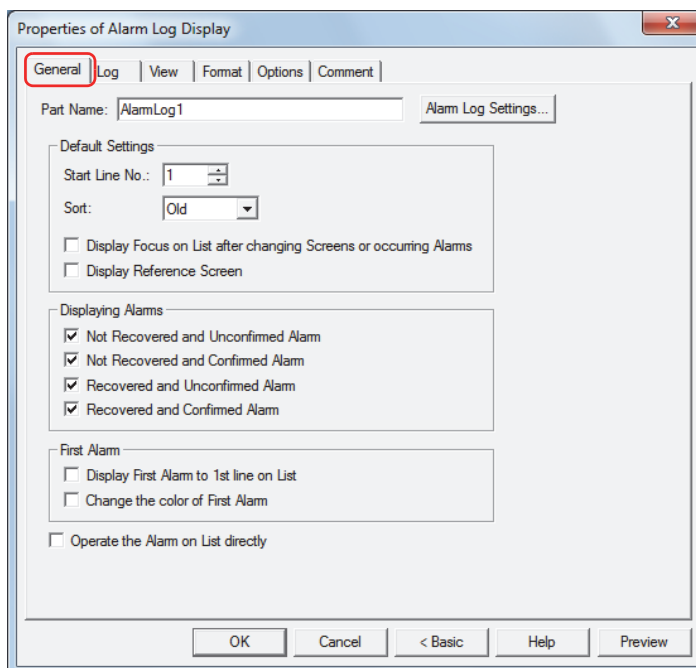 Properties of Alarm Log Display
General Log View Format Options Comment
Part Name: AlarmLog1 Alarm Log Settings...
Default Settings
Start Line No.: 1
Sort: Old
Display Focus on List after changing Screens or occurring Alarms
Display Reference Screen
Displaying Alarms
Not Recovered and Unconfirmed Alarm
Not Recovered and Confirmed Alarm
Recovered and Unconfirmed Alarm
Recovered and Confirmed Alarm
First Alarm
Display First Alarm to 1st line on List
Change the color of First Alarm
Operate the Alarm on List directly
OK Cancel < Basic Help Preview